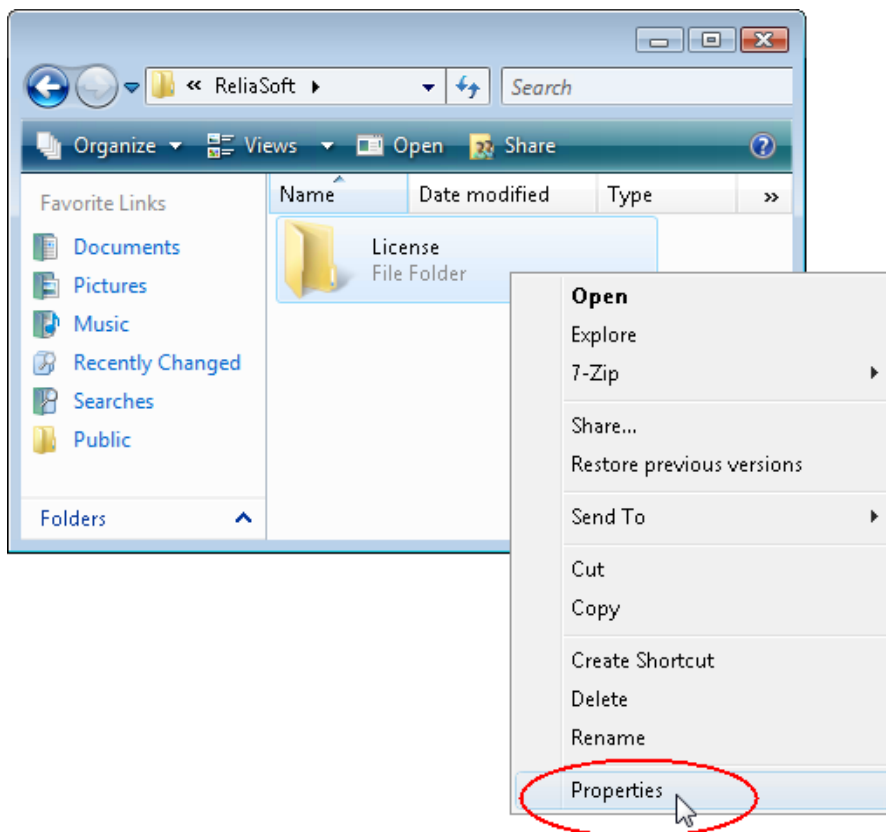 « ReliaSoft
Search
Organize Views Open Share
Favorite Links
Documents
Pictures
Music
Recently Changed
Searches
Public
Folders
Name Date modified Type »
License
File Folder
Open
Explore
7-Zip
Share...
Restore previous versions
Send To
Cut
Copy
Create Shortcut
Delete
Rename
Properties